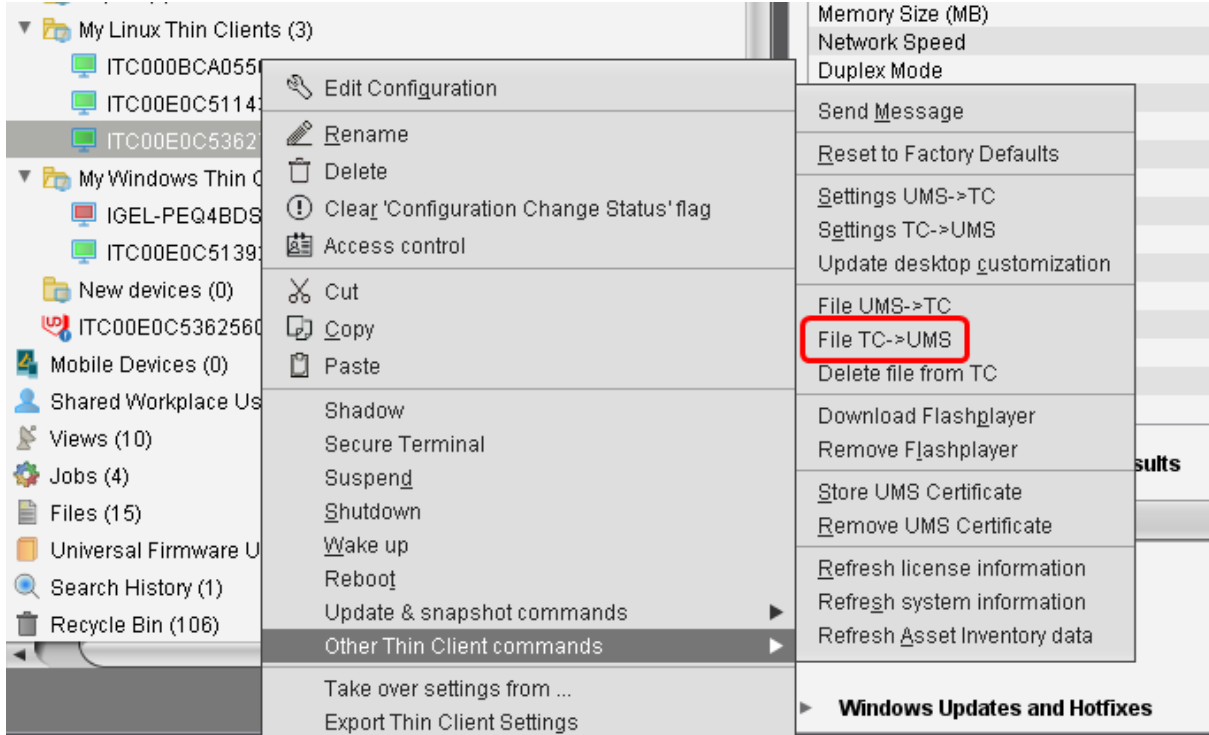 My Linux Thin Clients (3)
ITC000BCA055
ITC00E0C5114
ITC00E0C5362
My Windows Thin
IGEL-PEQ4BDS
ITC00E0C5139
New devices (0)
ITC00E0C5362560
Mobile Devices (0)
Shared Workplace Us
Views (10)
Jobs (4)
Files (15)
Universal Firmware U
Search History (1)
Recycle Bin (106)
Edit Configuration
Rename
Delete
Clear 'Configuration Change Status' flag
Access control
Cut
Copy
Paste
Shadow
Secure Terminal
Suspend
Shutdown
Wake up
Reboot
Update & snapshot commands
Other Thin Client commands
Take over settings from ...
Export Thin Client Settings
Memory Size (MB)
Network Speed
Duplex Mode
Send Message
Reset to Factory Defaults
Settings UMS->TC
Settings TC->UMS
Update desktop customization
File UMS->TC
File TC->UMS
Delete file from TC
Download Flashplayer
Remove Flashplayer
Store UMS Certificate
Remove UMS Certificate
Refresh license information
Refresh system information
Refresh Asset Inventory data
sults
Windows Updates and Hotfixes